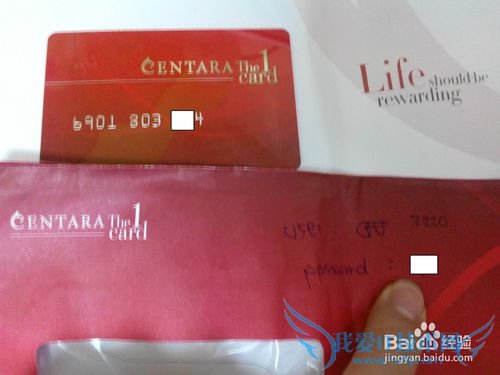 CENTARA The 1 card
6901 803 4
Life should be rewarding
CENTARA The 1 card
user : 3220
password :
Baidu 经验
jingyan.baidu.com